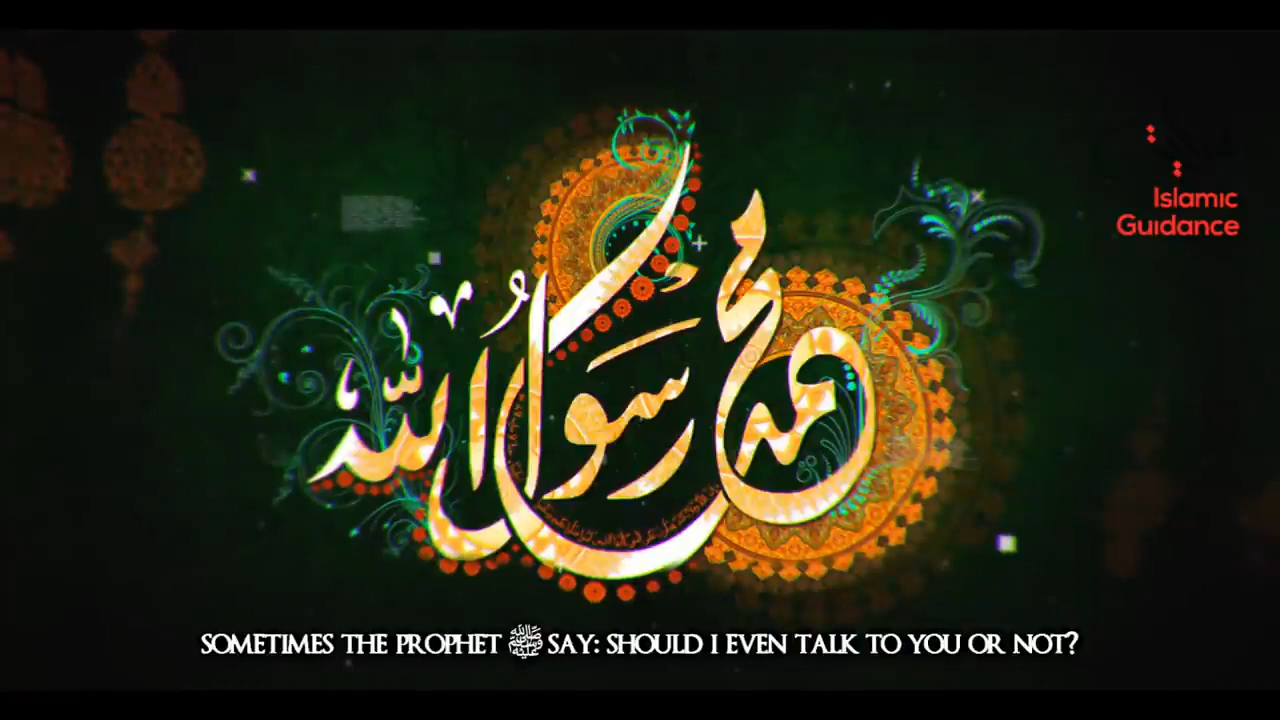 Islamic
Guidance
محمد رسول الله
SOMETIMES THE PROPHET ﷺ SAY: SHOULD I EVEN TALK TO YOU OR NOT?